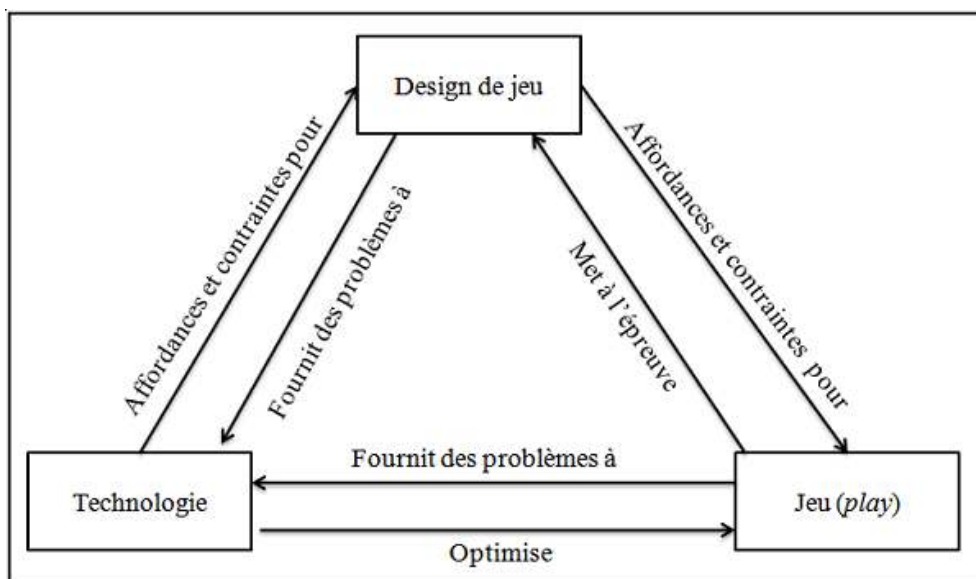 Design de jeu
Affordances et contraintes pour
Fournit des problèmes à
Met à l'épreuve
Affordances et contraintes pour
Fournit des problèmes à
Technologie
Jeu (play)
Optimise